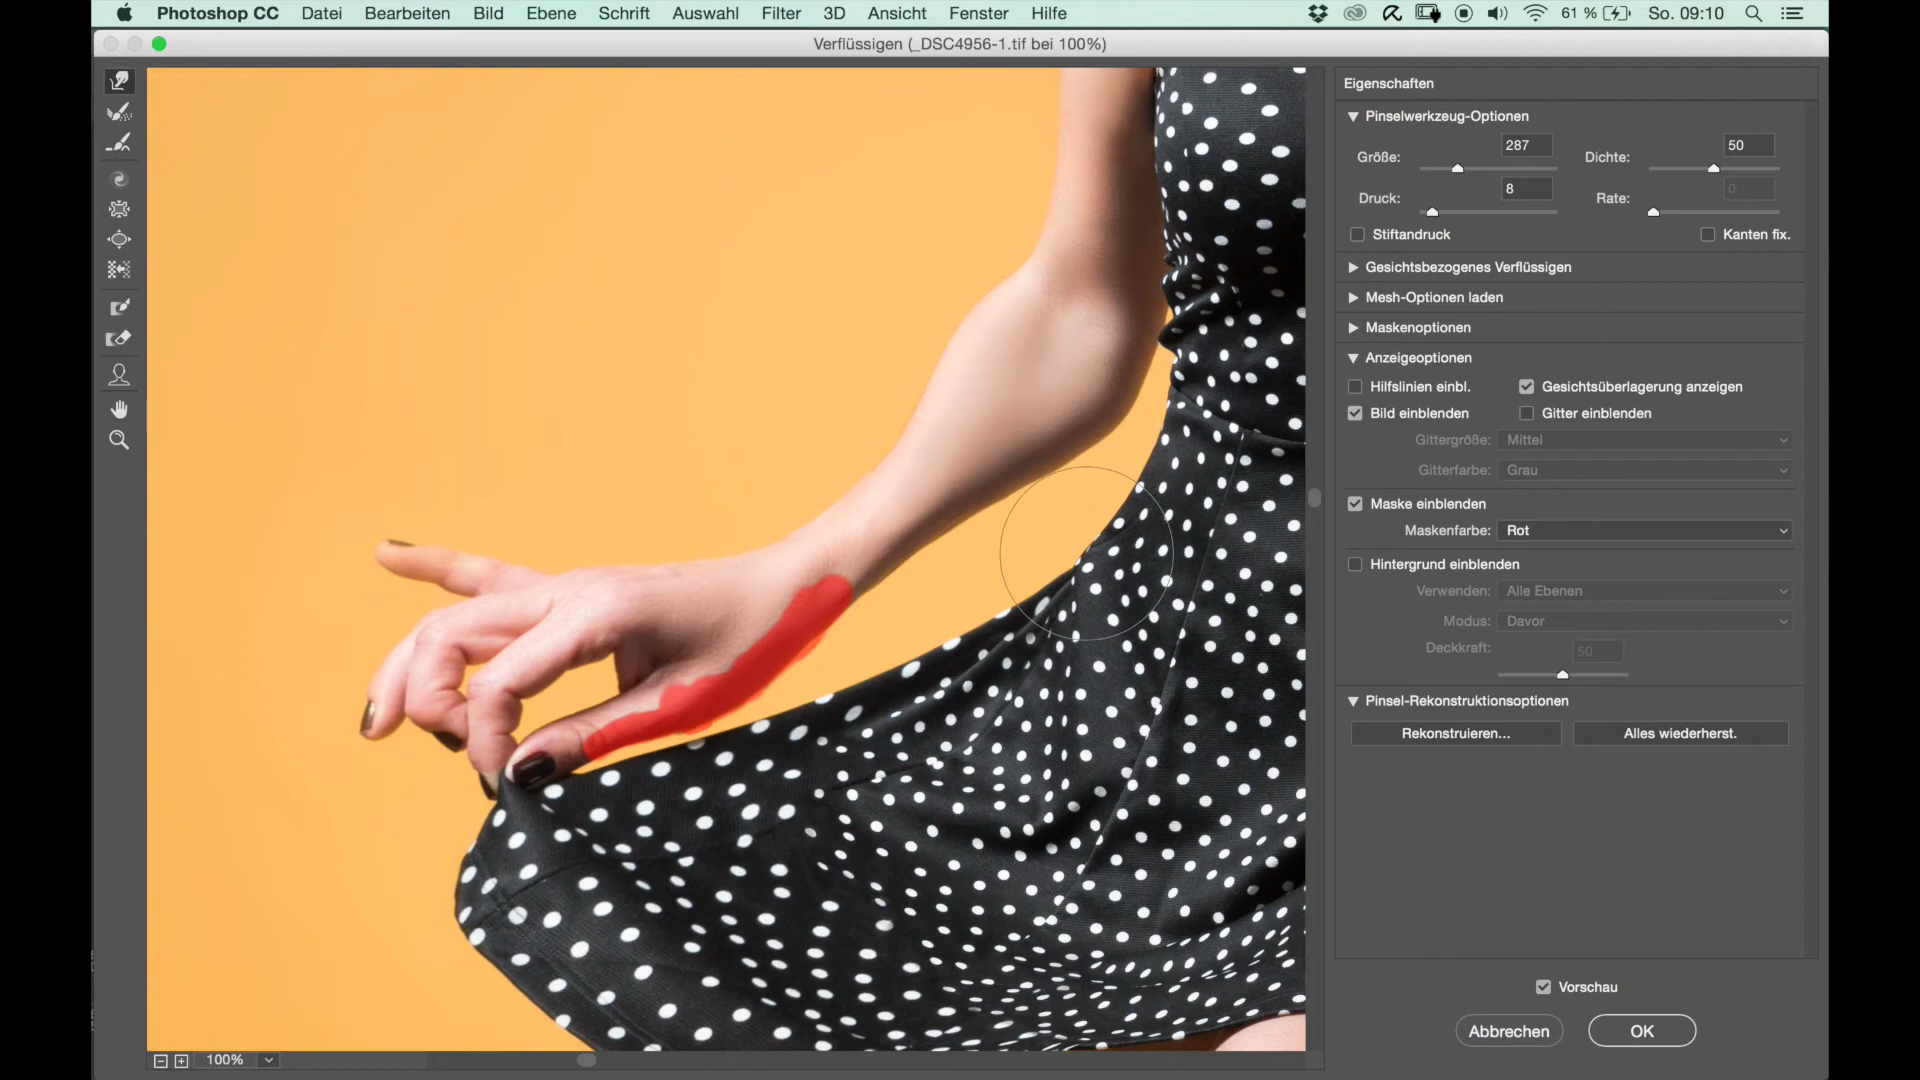 Photoshop CC Datei Bearbeiten Bild Ebene Schrift Auswahl Filter 3D Ansicht Fenster Hilfe 61 % So. 09:10
Verflüssigen (_DSC4956-1.tif bei 100%)
Eigenschaften
Pinselwerkzeug-Optionen
Größe: 287 Dichte: 50
Druck: 8 Rate: 0
Stiftandruck Kanten fix.
Gesichtsbezogenes Verflüssigen
Mesh-Optionen laden
Maskenoptionen
Anzeigeoptionen
Hilfslinien einbl. Gesichtsüberlagerung anzeigen
Bild einblenden Gitter einblenden
Gittergröße: Mittel
Gitterfarbe: Grau
Maske einblenden
Maskenfarbe: Rot
Hintergrund einblenden
Verwenden: Alle Ebenen
Modus: Davor
Deckkraft: 50
Pinsel-Rekonstruktionsoptionen
Rekonstruieren... Alles wiederherst.
Vorschau
Abbrechen OK
100%